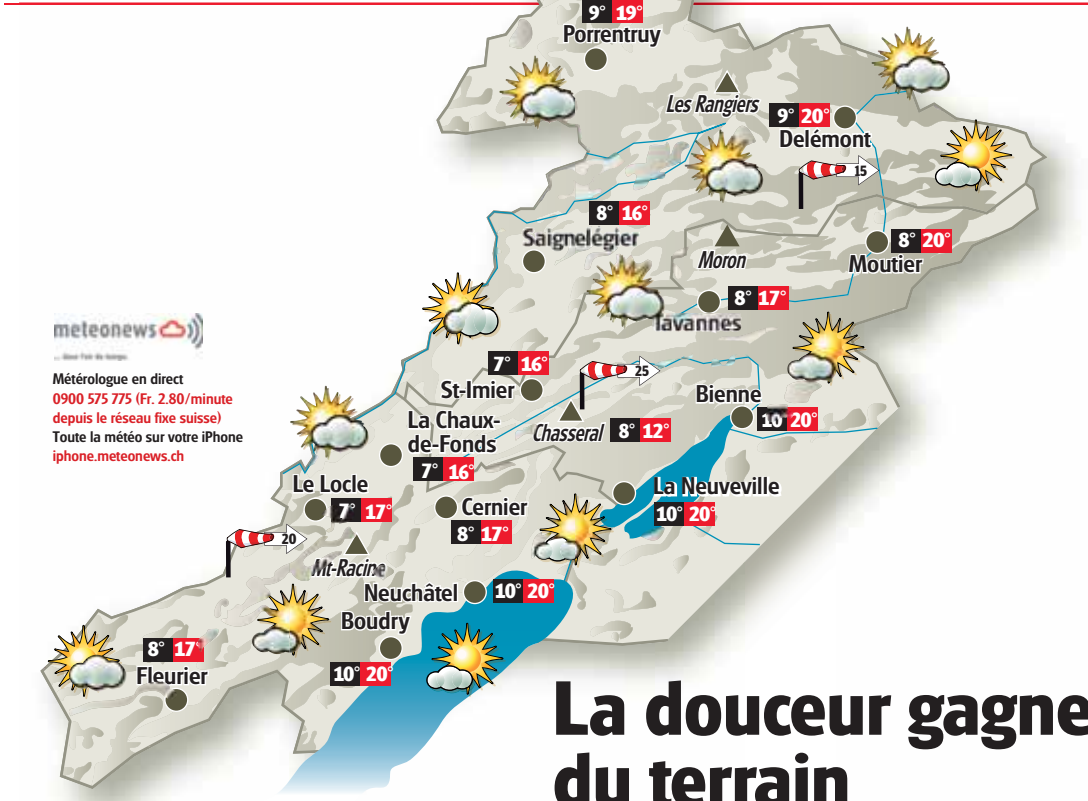 9° 19°
Porrentruy
Les Rangiers
9° 20°
Delémont
15
8° 16°
Saignelégier
Moron
8° 20°
Moutier
8° 17°
Tavannes
meteonews
Météorologue en direct
0900 575 775 (Fr. 2.80/minute
depuis le réseau fixe suisse)
Toute la météo sur votre iPhone
iphone.meteonews.ch
7° 16°
St-Imier
25
Chasseral 8° 12°
Bienne
10° 20°
La Chaux-
de-Fonds
7° 16°
Le Locle
7° 17°
Cernier
8° 17°
La Neuveville
10° 20°
20
Mt-Racine
Neuchâtel 10° 20°
Boudry
10° 20°
8° 17°
Fleurier
La douceur gagne
du terrain